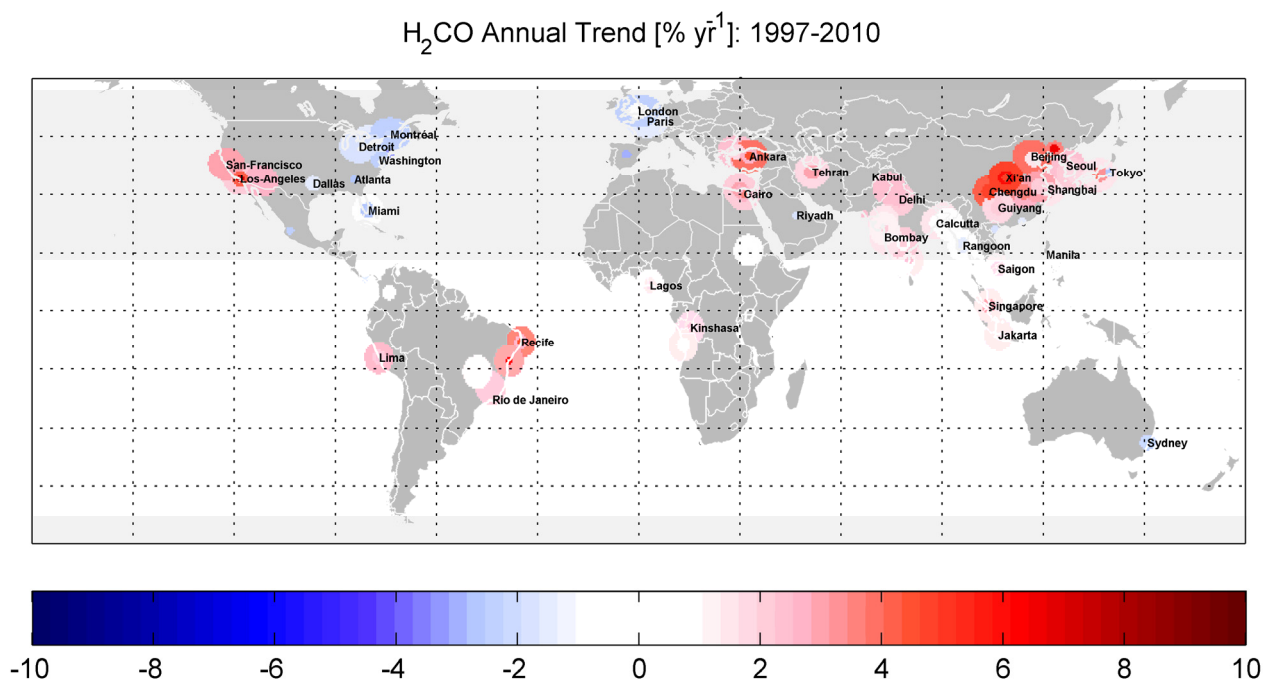 H₂CO Annual Trend [% yr⁻¹]: 1997-2010
London
Paris
Montréal
Detroit
Washington
San-Francisco
Los-Angeles
Dallas
Atlanta
Miami
Ankara
Tehran
Kabul
Cairo
Delhi
Riyadh
Bombay
Calcutta
Rangoon
Beijing
Seoul
Tokyo
Xi'an
Chengdu
Shanghai
Guiyang
Manila
Saigon
Lagos
Singapore
Kinshasa
Jakarta
Recife
Lima
Rio de Janeiro
Sydney
-10 -8 -6 -4 -2 0 2 4 6 8 10